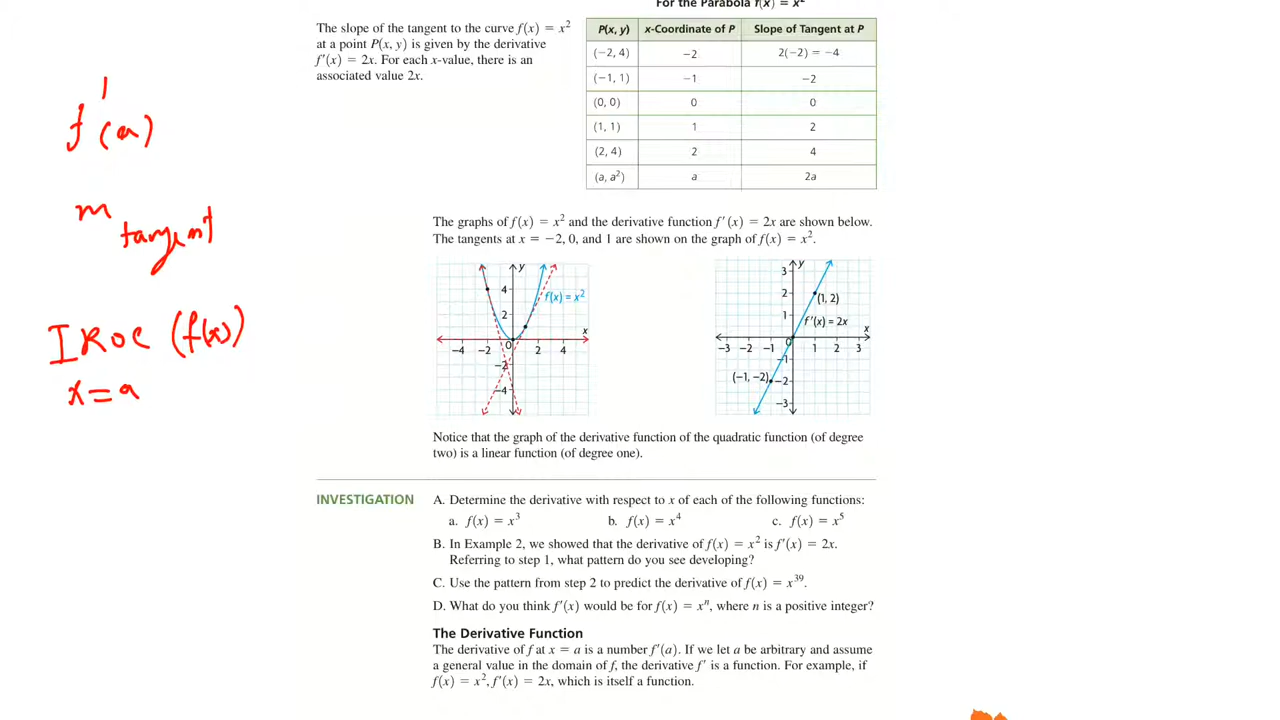 For the Parabola f(x) = x²
The slope of the tangent to the curve f(x) = x²
at a point P(x, y) is given by the derivative
f′(x) = 2x. For each x-value, there is an
associated value 2x.
P(x, y) x-Coordinate of P Slope of Tangent at P
(−2, 4) −2 2(−2) = −4
(−1, 1) −1 −2
(0, 0) 0 0
(1, 1) 1 2
(2, 4) 2 4
(a, a²) a 2a
f′(a)
m tangent
IROC (f(x))
x = a
The graphs of f(x) = x² and the derivative function f′(x) = 2x are shown below.
The tangents at x = −2, 0, and 1 are shown on the graph of f(x) = x².
y
4
2
f(x) = x²
x
−4 −2 0 2 4
−2
−4
y
3
2
(1, 2)
1
f′(x) = 2x
x
0
−3 −2 −1 1 2 3
−1
(−1, −2)
−2
−3
Notice that the graph of the derivative function of the quadratic function (of degree
two) is a linear function (of degree one).
INVESTIGATION
A. Determine the derivative with respect to x of each of the following functions:
a. f(x) = x³ b. f(x) = x⁴ c. f(x) = x⁵
B. In Example 2, we showed that the derivative of f(x) = x² is f′(x) = 2x.
Referring to step 1, what pattern do you see developing?
C. Use the pattern from step 2 to predict the derivative of f(x) = x³⁹.
D. What do you think f′(x) would be for f(x) = xⁿ, where n is a positive integer?
The Derivative Function
The derivative of f at x = a is a number f′(a). If we let a be arbitrary and assume
a general value in the domain of f, the derivative f′ is a function. For example, if
f(x) = x², f′(x) = 2x, which is itself a function.